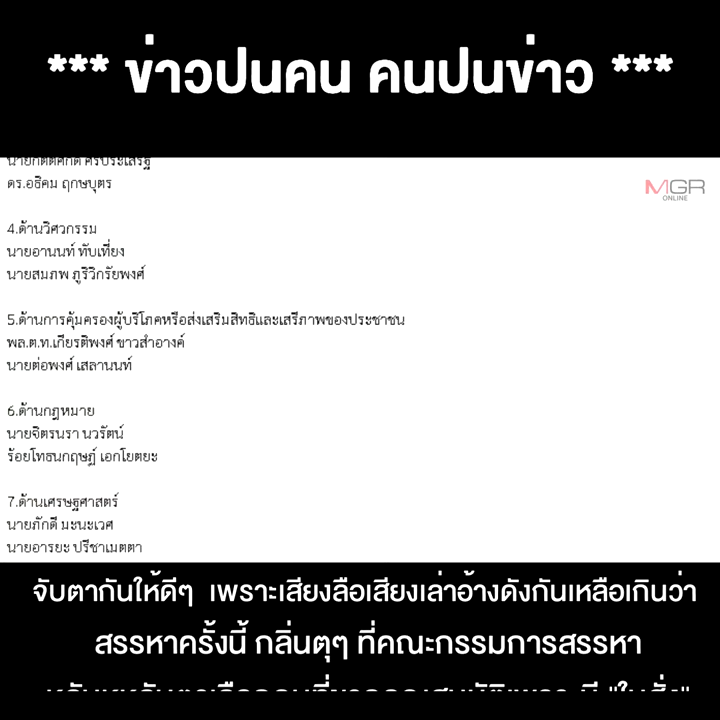 *** ข่าวปนคน คนปนข่าว ***
ดร.อธิคม ฤกษบุตร
MGR
ONLINE
4.ด้านวิศวกรรม
นายอานนท์ ทับเที่ยง
นายสมภพ ภูริวิกรัยพงศ์
5.ด้านการคุ้มครองผู้บริโภคหรือส่งเสริมสิทธิและเสรีภาพของประชาชน
พล.ต.ท.เกียรติพงศ์ ขาวสำอางค์
นายต่อพงศ์ เสลานนท์
6.ด้านกฎหมาย
นายจิตรนรา นวรัตน์
ร้อยโทธนกฤษฏ์ เอกโยตยะ
7.ด้านเศรษฐศาสตร์
นายภักดี มะนะเวศ
นายอารยะ ปรีชาเมตตา
จับตากันให้ดีๆ เพราะเสียงลือเสียงเล่าอ้างดังกันเหลือเกินว่า
สรรหาครั้งนี้ กลิ่นตุๆ ที่คณะกรรมการสรรหา